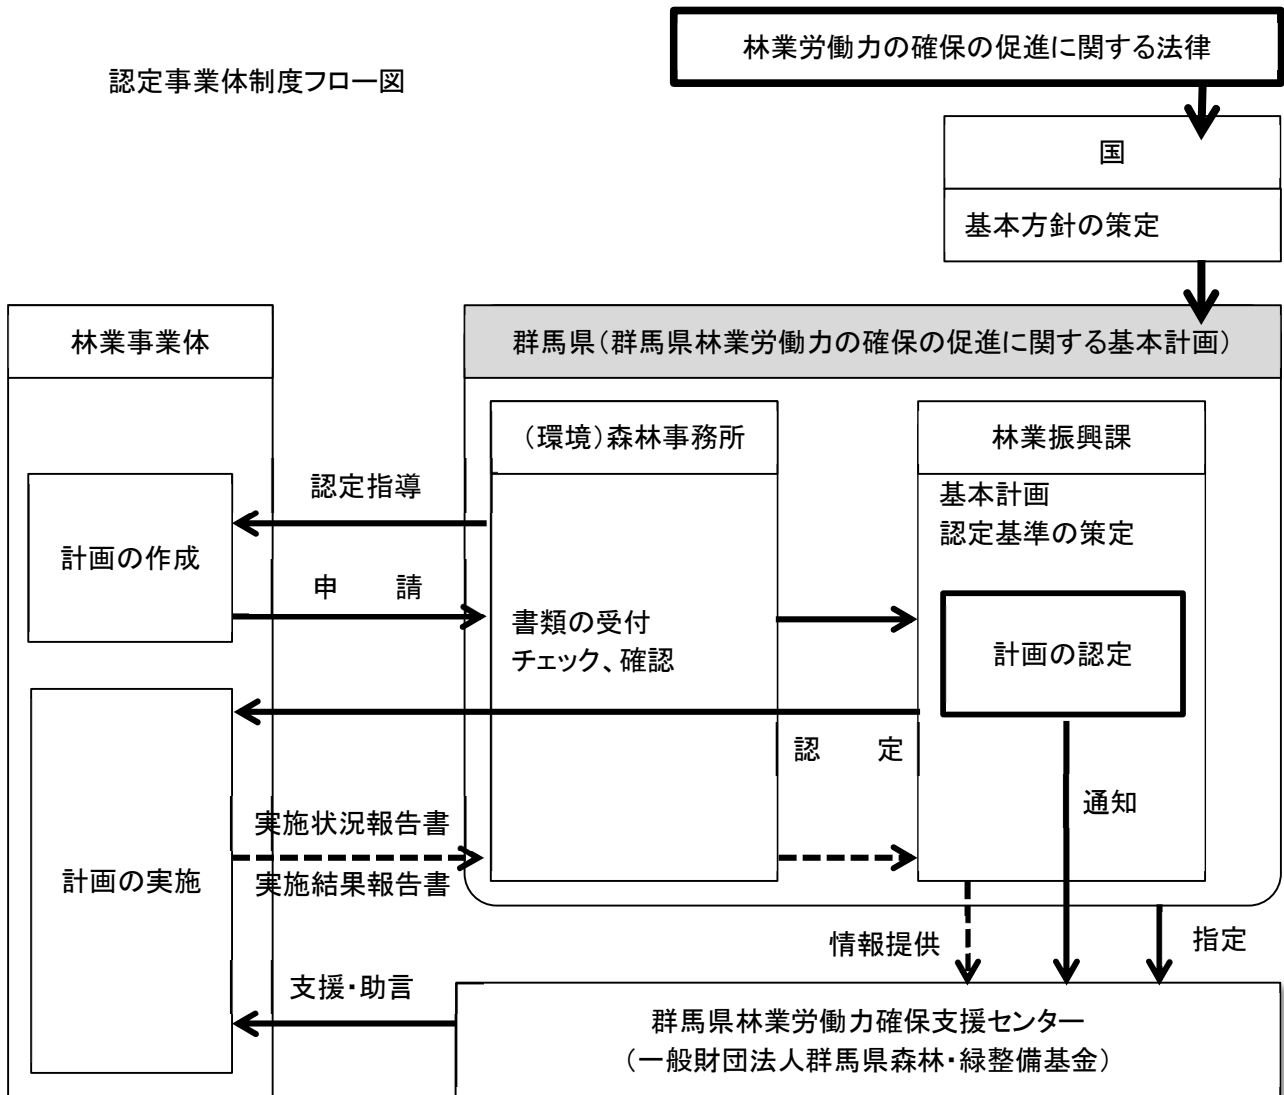 林業労働力の確保の促進に関する法律
認定事業体制度フロー図
国
基本方針の策定
林業事業体
群馬県(群馬県林業労働力の確保の促進に関する基本計画)
(環境)森林事務所
林業振興課
認定指導
基本計画
認定基準の策定
計画の作成
申　　請
書類の受付
チェック、確認
計画の認定
認　　定
通知
実施状況報告書
計画の実施
実施結果報告書
情報提供
指定
支援・助言
群馬県林業労働力確保支援センター
(一般財団法人群馬県森林・緑整備基金)